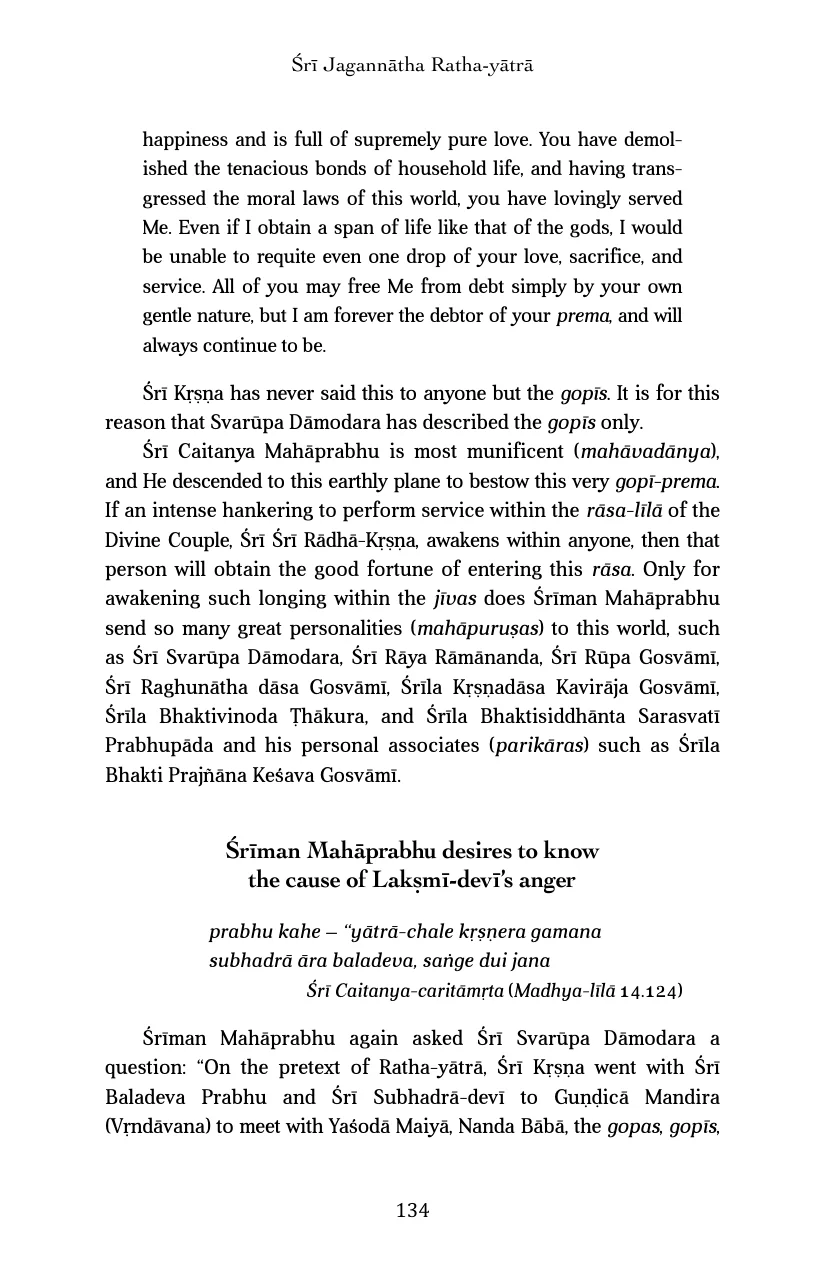 Śrī Jagannātha Ratha-yātrā
happiness and is full of supremely pure love. You have demol-
ished the tenacious bonds of household life, and having trans-
gressed the moral laws of this world, you have lovingly served
Me. Even if I obtain a span of life like that of the gods, I would
be unable to requite even one drop of your love, sacrifice, and
service. All of you may free Me from debt simply by your own
gentle nature, but I am forever the debtor of your prema, and will
always continue to be.
Śrī Kṛṣṇa has never said this to anyone but the gopīs. It is for this
reason that Svarūpa Dāmodara has described the gopīs only.
Śrī Caitanya Mahāprabhu is most munificent (mahāvadānya),
and He descended to this earthly plane to bestow this very gopī-prema.
If an intense hankering to perform service within the rāsa-līlā of the
Divine Couple, Śrī Śrī Rādhā-Kṛṣṇa, awakens within anyone, then that
person will obtain the good fortune of entering this rāsa. Only for
awakening such longing within the jīvas does Śrīman Mahāprabhu
send so many great personalities (mahāpuruṣas) to this world, such
as Śrī Svarūpa Dāmodara, Śrī Rāya Rāmānanda, Śrī Rūpa Gosvāmī,
Śrī Raghunātha dāsa Gosvāmī, Śrīla Kṛṣṇadāsa Kavirāja Gosvāmī,
Śrīla Bhaktivinoda Ṭhākura, and Śrīla Bhaktisiddhānta Sarasvatī
Prabhupāda and his personal associates (parikāras) such as Śrīla
Bhakti Prajñāna Keśava Gosvāmī.
Śrīman Mahāprabhu desires to know
the cause of Lakṣmī-devī’s anger
prabhu kahe – “yātrā-chale kṛṣṇera gamana
subhadrā āra baladeva, saṅge dui jana
Śrī Caitanya-caritāmṛta (Madhya-līlā 14.124)
Śrīman Mahāprabhu again asked Śrī Svarūpa Dāmodara a
question: “On the pretext of Ratha-yātrā, Śrī Kṛṣṇa went with Śrī
Baladeva Prabhu and Śrī Subhadrā-devī to Guṇḍicā Mandira
(Vṛndāvana) to meet with Yaśodā Maiyā, Nanda Bābā, the gopas, gopīs,
134